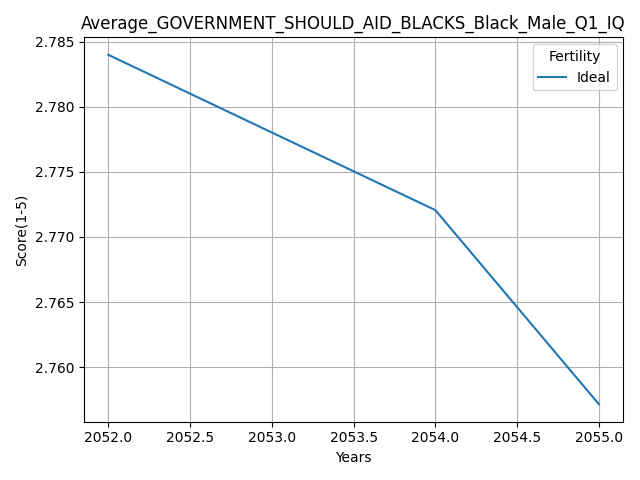 Average_GOVERNMENT_SHOULD_AID_BLACKS_Black_Male_Q1_IQ
2.785
2.780
2.775
2.770
2.765
2.760
Score(1-5)
Fertility
Ideal
2052.0 2052.5 2053.0 2053.5 2054.0 2054.5 2055.0
Years